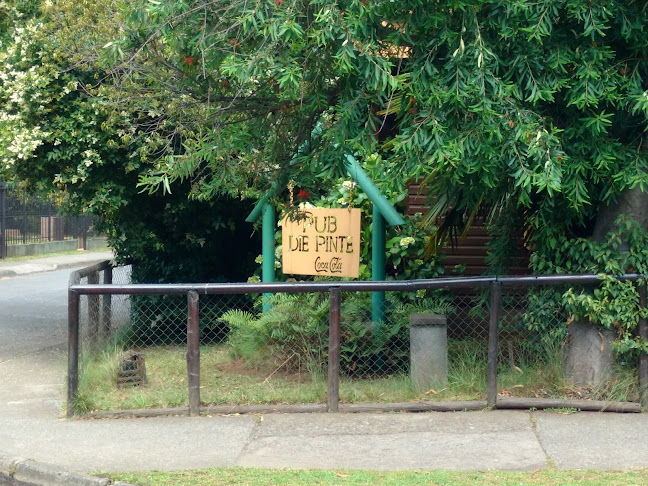 PUB
DIE PINTE
Coca-Cola